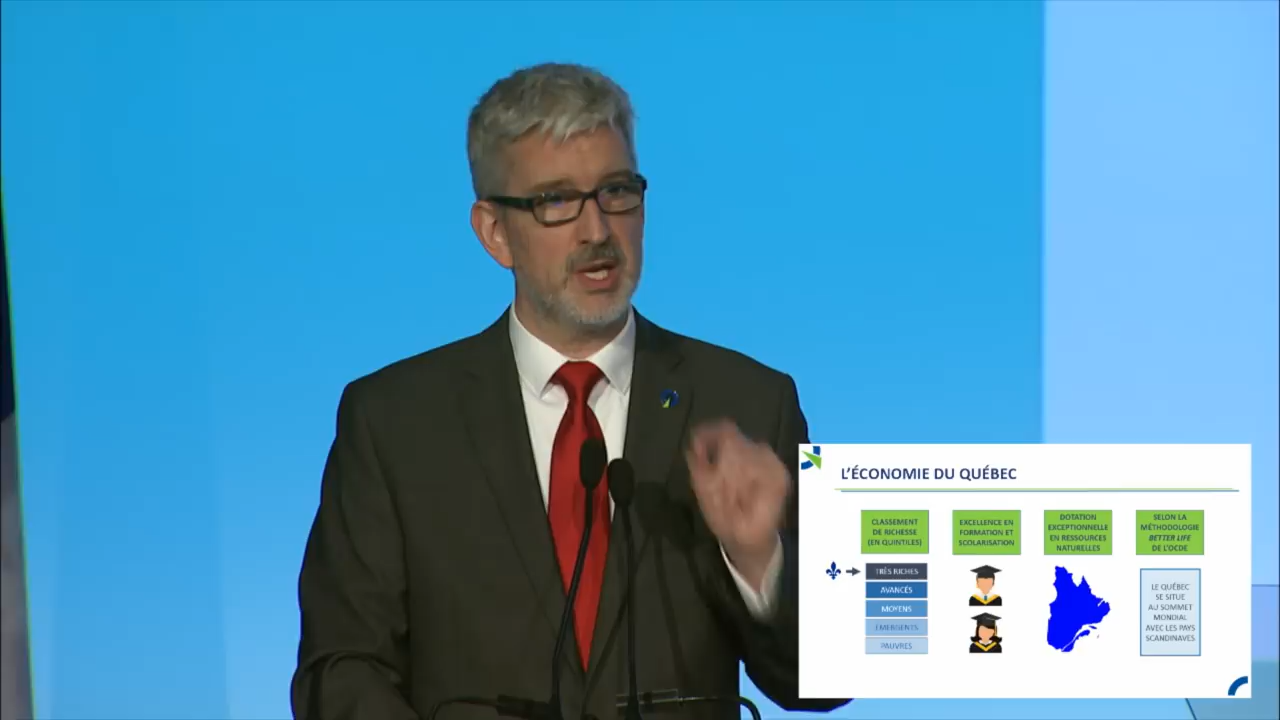 L'ÉCONOMIE DU QUÉBEC
CLASSEMENT
DE RICHESSE
(EN QUINTILES)
TRÈS RICHES
AVANCÉS
MOYENS
ÉMERGENTS
PAUVRES
EXCELLENCE EN
FORMATION ET
SCOLARISATION
DOTATION
EXCEPTIONNELLE
EN RESSOURCES
NATURELLES
SELON LA
MÉTHODOLOGIE
BETTER LIFE
DE L'OCDE
LE QUÉBEC
SE SITUE
AU SOMMET
MONDIAL
AVEC LES PAYS
SCANDINAVES